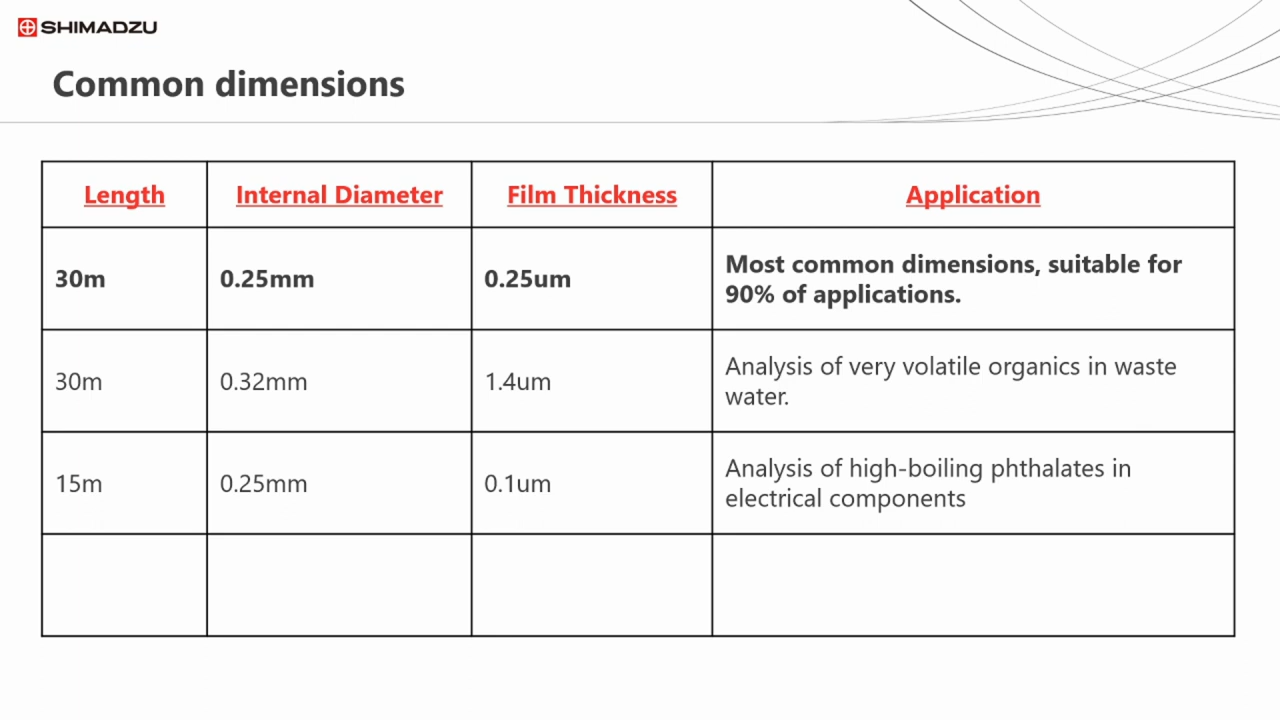 SHIMADZU
Common dimensions
Length Internal Diameter Film Thickness Application
30m 0.25mm 0.25um Most common dimensions, suitable for
90% of applications.
30m 0.32mm 1.4um Analysis of very volatile organics in waste
water.
15m 0.25mm 0.1um Analysis of high-boiling phthalates in
electrical components